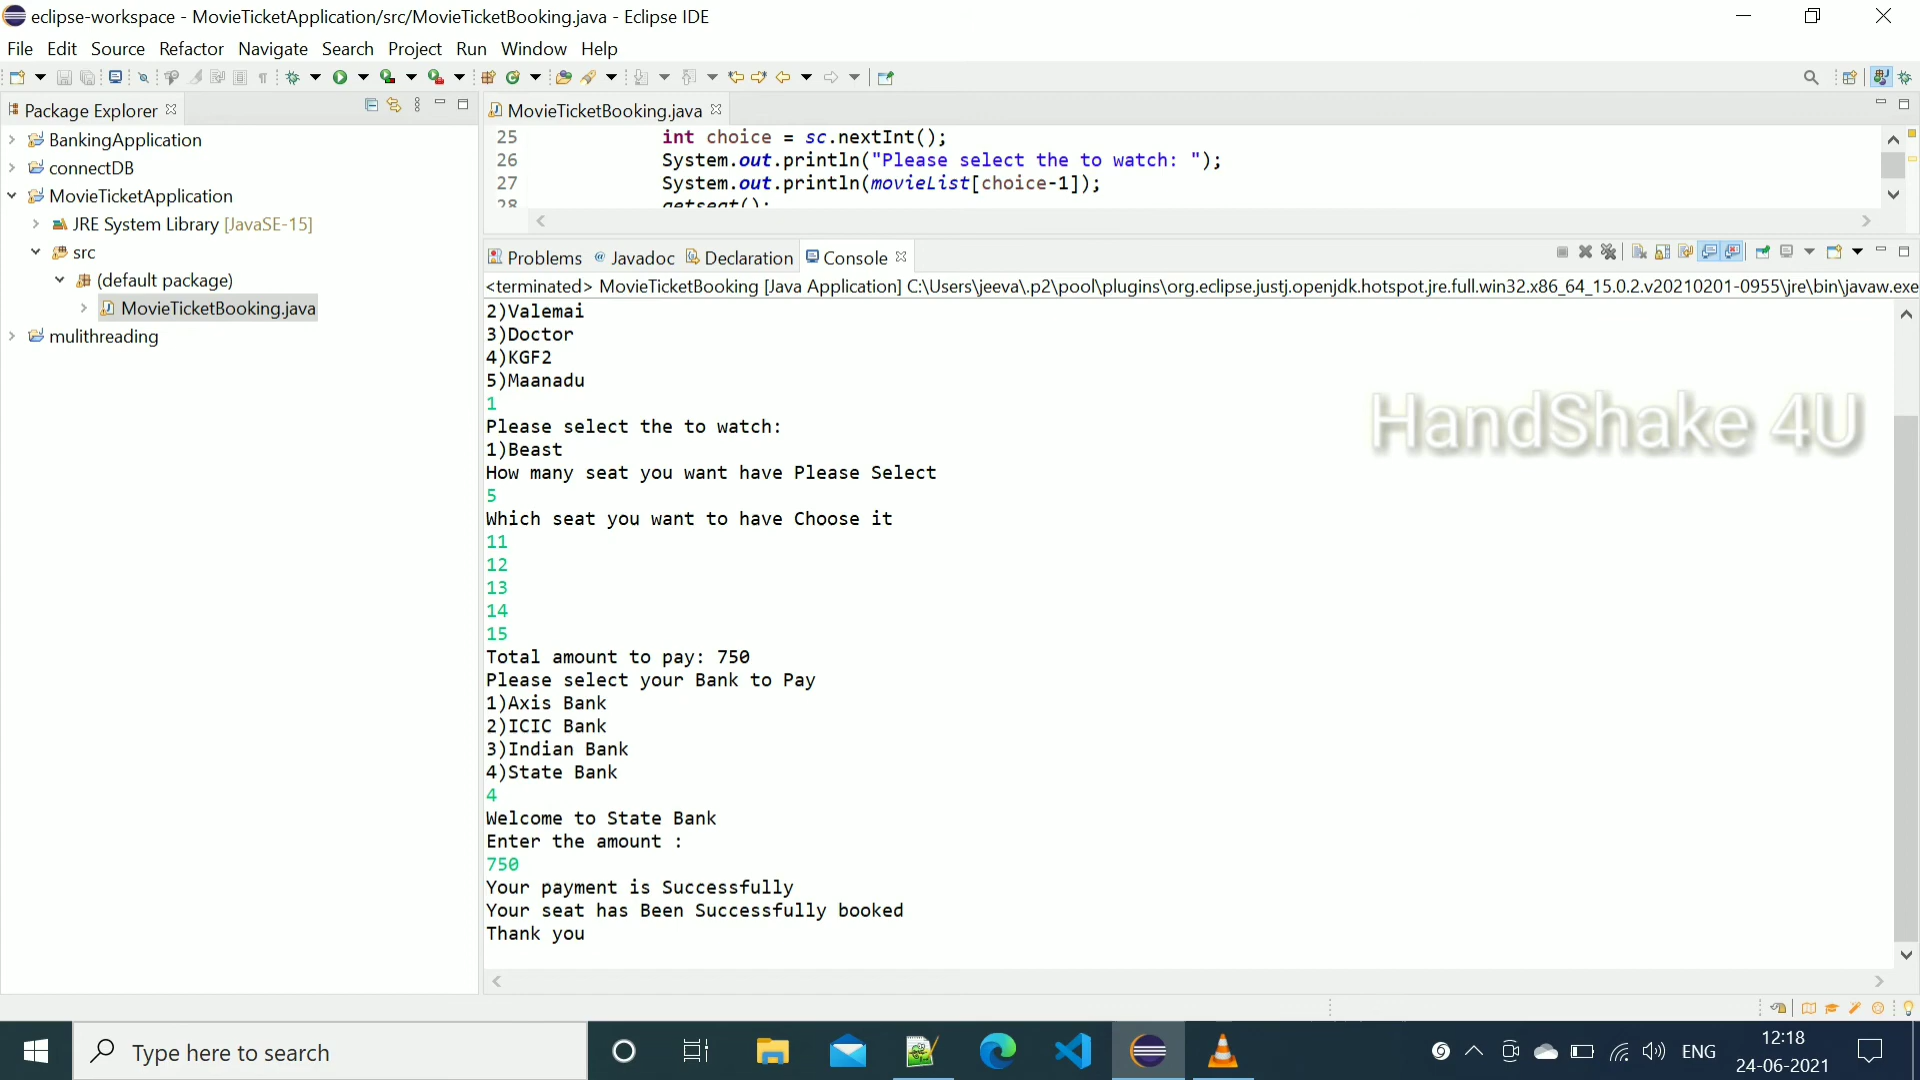 eclipse-workspace - MovieTicketApplication/src/MovieTicketBooking.java - Eclipse IDE
File Edit Source Refactor Navigate Search Project Run Window Help
Package Explorer
BankingApplication
connectDB
MovieTicketApplication
JRE System Library [JavaSE-15]
src
(default package)
MovieTicketBooking.java
mulithreading
MovieTicketBooking.java
25 int choice = sc.nextInt();
26 System.out.println("Please select the to watch: ");
27 System.out.println(movieList[choice-1]);
28 getseat();
Problems Javadoc Declaration Console
<terminated> MovieTicketBooking [Java Application] C:\Users\jeeva\.p2\pool\plugins\org.eclipse.justj.openjdk.hotspot.jre.full.win32.x86_64_15.0.2.v20210201-0955\jre\bin\javaw.exe
2)Valemai
3)Doctor
4)KGF2
5)Maanadu
1
Please select the to watch:
1)Beast
How many seat you want have Please Select
5
Which seat you want to have Choose it
11
12
13
14
15
Total amount to pay: 750
Please select your Bank to Pay
1)Axis Bank
2)ICIC Bank
3)Indian Bank
4)State Bank
4
Welcome to State Bank
Enter the amount :
750
Your payment is Successfully
Your seat has Been Successfully booked
Thank you
HandShake 4U
Type here to search
ENG
12:18
24-06-2021